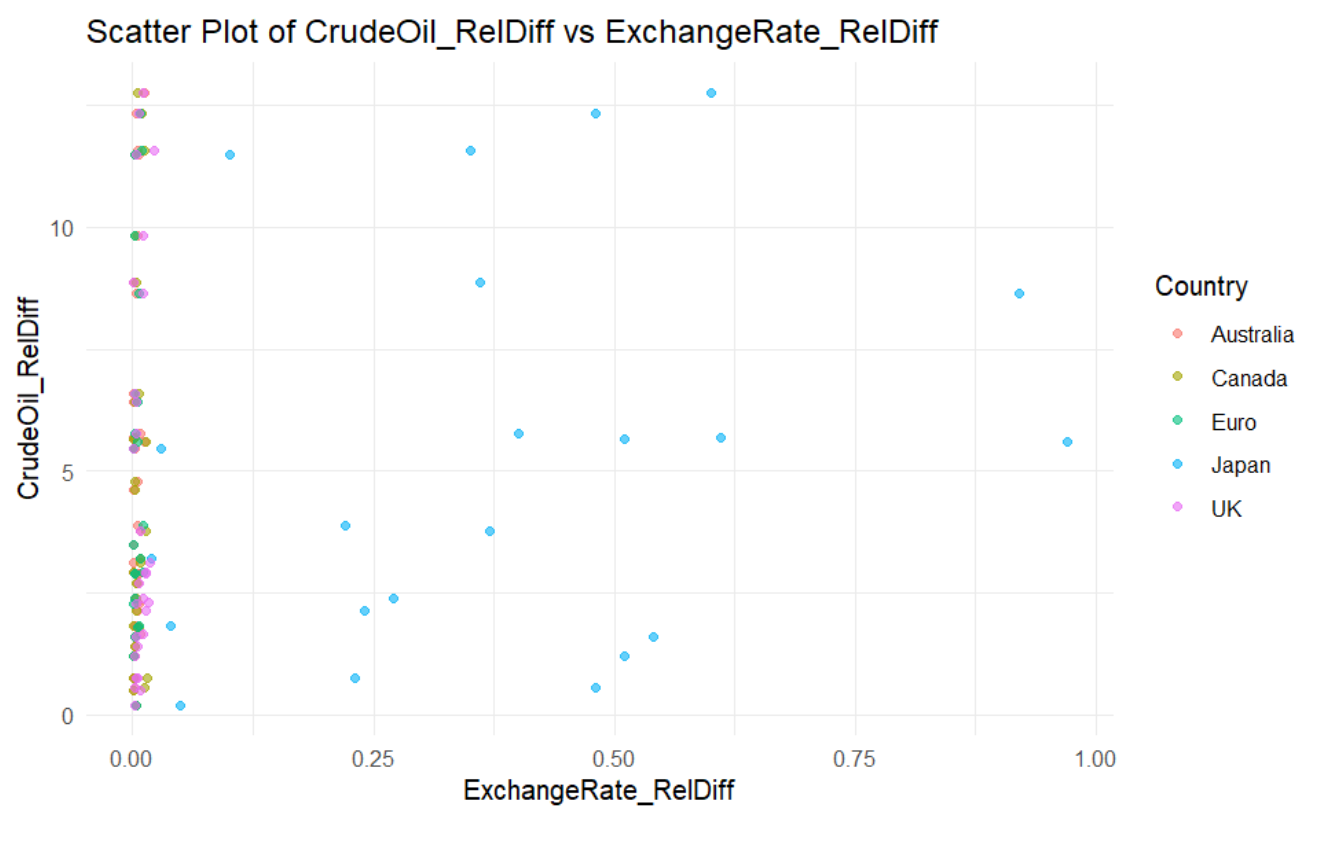 Scatter Plot of CrudeOil_RelDiff vs ExchangeRate_RelDiff
CrudeOil_RelDiff
10
5
0
0.00 0.25 0.50 0.75 1.00
ExchangeRate_RelDiff
Country
Australia
Canada
Euro
Japan
UK